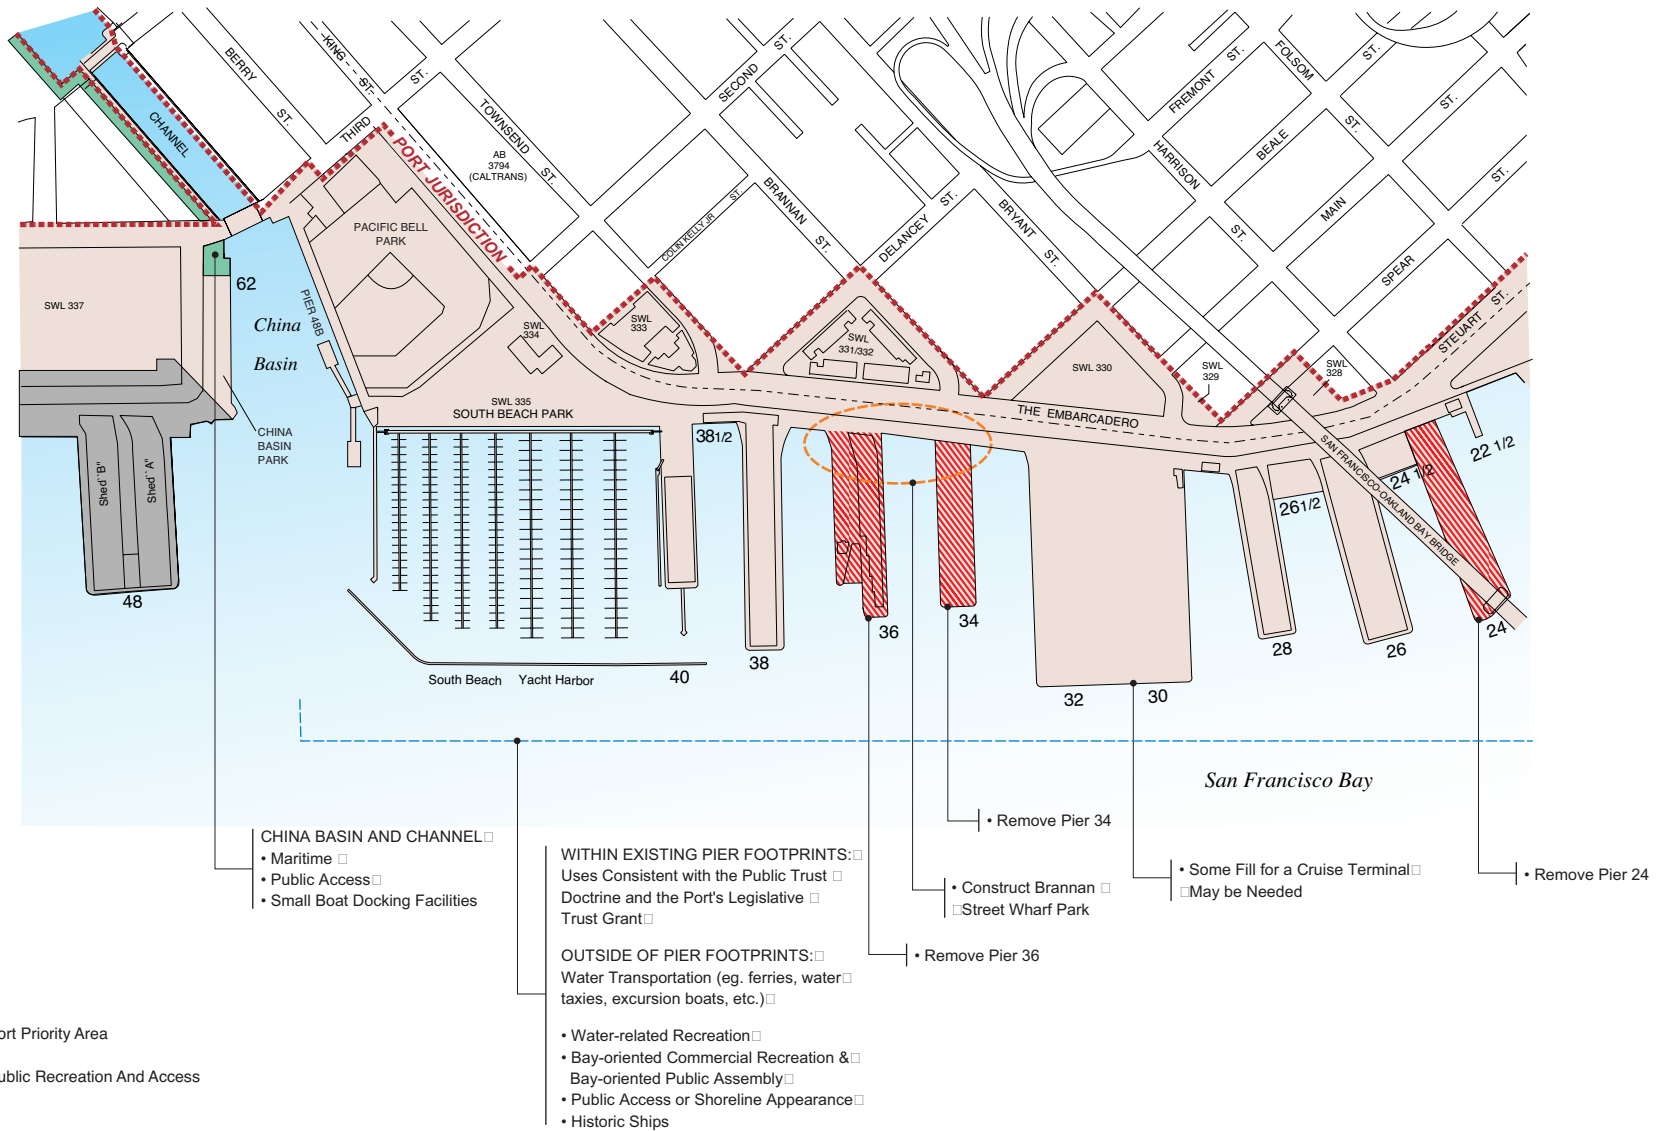 BERRY
ST.
KING
ST.
ST.
THIRD
TOWNSEND
ST.
AB
3794
(CALTRANS)
SECOND
ST.
COLIN KELLY JR
ST.
BRANNAN
ST.
DELANCEY
ST.
BRYANT
ST.
FREMONT
ST.
FOLSOM
ST.
HARRISON
ST.
BEALE
ST.
MAIN
ST.
SPEAR
ST.
STEUART
ST.
CHANNEL
PORT JURISDICTION
PACIFIC BELL
PARK
SWL 337
62
China
Basin
PIER 48B
CHINA
BASIN
PARK
Shed "B"
Shed "A"
48
SWL
334
SWL
333
SWL
331/332
SWL 330
SWL
329
SWL
328
SWL 335
SOUTH BEACH PARK
THE EMBARCADERO
SAN FRANCISCO-OAKLAND BAY BRIDGE
38 1/2
26 1/2
24 1/2
22 1/2
South Beach Yacht Harbor
40
38
36
34
32
30
28
26
24
San Francisco Bay
CHINA BASIN AND CHANNEL
• Maritime
• Public Access
• Small Boat Docking Facilities
WITHIN EXISTING PIER FOOTPRINTS:
Uses Consistent with the Public Trust
Doctrine and the Port's Legislative
Trust Grant
OUTSIDE OF PIER FOOTPRINTS:
Water Transportation (eg. ferries, water
taxies, excursion boats, etc.)
• Water-related Recreation
• Bay-oriented Commercial Recreation &
Bay-oriented Public Assembly
• Public Access or Shoreline Appearance
• Historic Ships
• Remove Pier 36
• Construct Brannan
Street Wharf Park
• Remove Pier 34
• Some Fill for a Cruise Terminal
May be Needed
• Remove Pier 24
ort Priority Area
ublic Recreation And Access